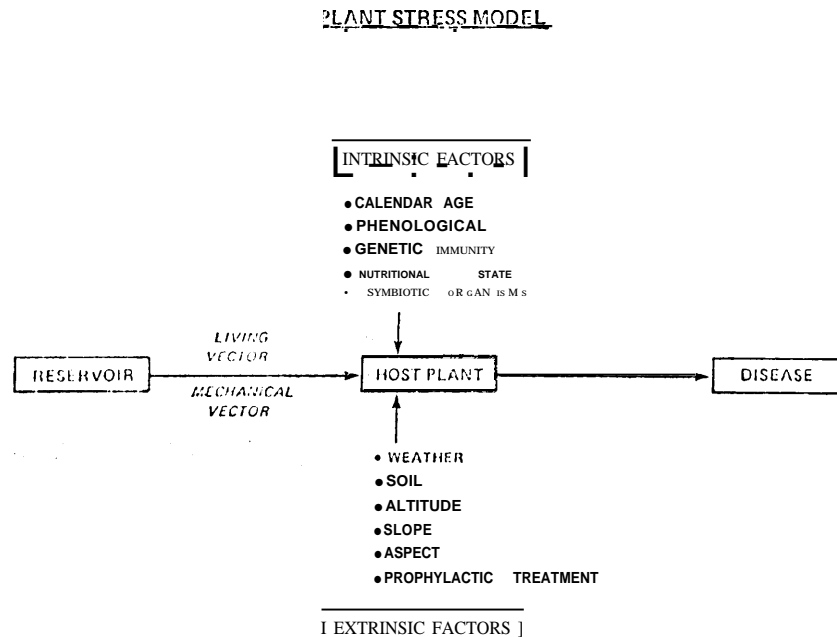 PLANT STRESS MODEL
INTRINSIC FACTORS
• CALENDAR AGE
• PHENOLOGICAL
• GENETIC IMMUNITY
• NUTRITIONAL STATE
• SYMBIOTIC ORGANISMS
LIVING
VECTOR
RESERVOIR
HOST PLANT
DISEASE
MECHANICAL
VECTOR
• WEATHER
• SOIL
• ALTITUDE
• SLOPE
• ASPECT
• PROPHYLACTIC TREATMENT
[ EXTRINSIC FACTORS ]